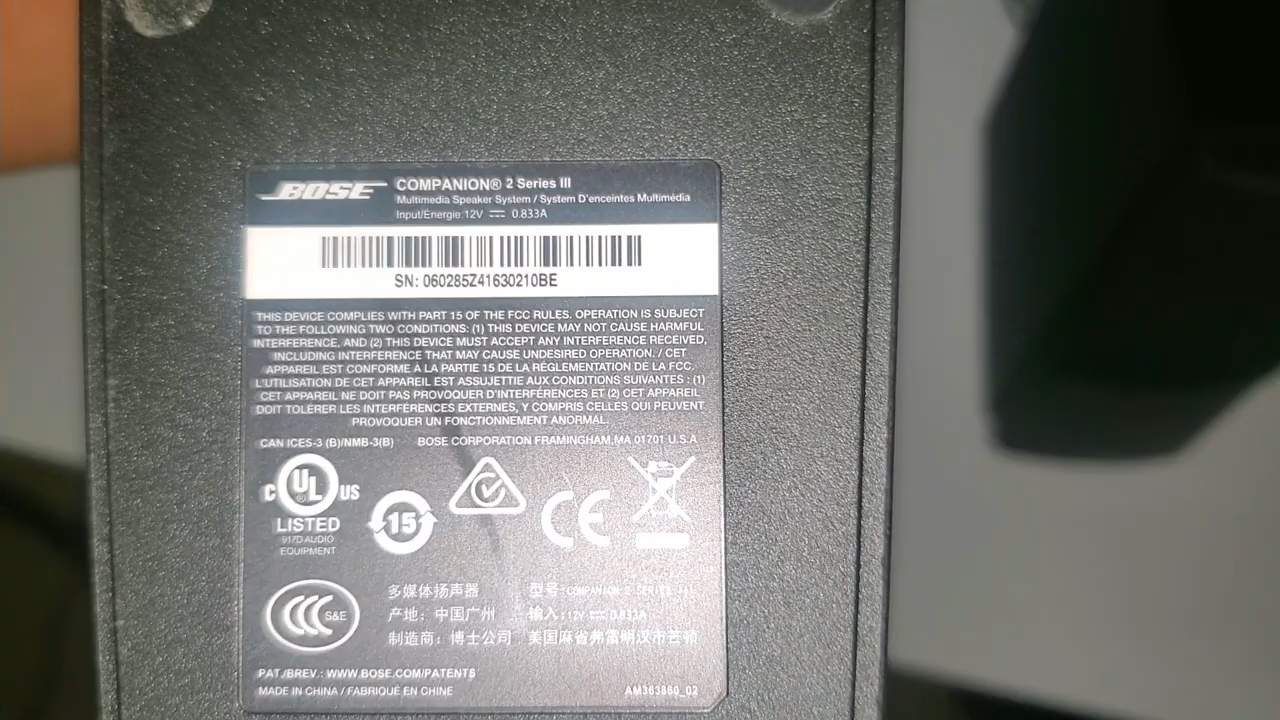 BOSE COMPANION® 2 Series III
Multimedia Speaker System / System D'enceintes Multimédia
Input/Énergie:12V ⎓ 0.833A
SN: 060285Z41630210BE
THIS DEVICE COMPLIES WITH PART 15 OF THE FCC RULES. OPERATION IS SUBJECT
TO THE FOLLOWING TWO CONDITIONS: (1) THIS DEVICE MAY NOT CAUSE HARMFUL
INTERFERENCE, AND (2) THIS DEVICE MUST ACCEPT ANY INTERFERENCE RECEIVED,
INCLUDING INTERFERENCE THAT MAY CAUSE UNDESIRED OPERATION. / CET
APPAREIL EST CONFORME À LA PARTIE 15 DE LA RÉGLEMENTATION DE LA FCC.
L'UTILISATION DE CET APPAREIL EST ASSUJETTIE AUX CONDITIONS SUIVANTES : (1)
CET APPAREIL NE DOIT PAS PROVOQUER D'INTERFÉRENCES ET (2) CET APPAREIL
DOIT TOLÉRER LES INTERFÉRENCES EXTERNES, Y COMPRIS CELLES QUI PEUVENT
PROVOQUER UN FONCTIONNEMENT ANORMAL.
CAN ICES-3 (B)/NMB-3(B) BOSE CORPORATION FRAMINGHAM,MA 01701 U.S.A
C UL ® US
LISTED
917D AUDIO
EQUIPMENT
15
CE
CCC S&E
多媒体扬声器 型号:COMPANION 2 SERIES III
产地: 中国广州 输入:12V ⎓ 0.833A
制造商: 博士公司 美国麻省弗雷明汉市芒顿
PAT./BREV.: WWW.BOSE.COM/PATENTS
MADE IN CHINA / FABRIQUÉ EN CHINE AM363860_02